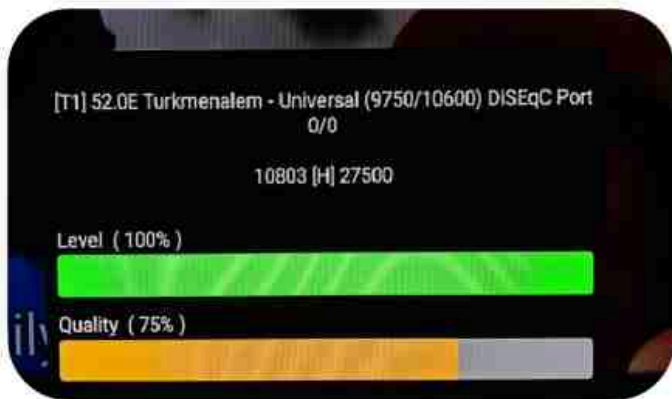 [T1] 52.0E Turkmenalem - Universal (9750/10600) DiSEqC Port
0/0
10803 [H] 27500
Level ( 100% )
Quality ( 75% )